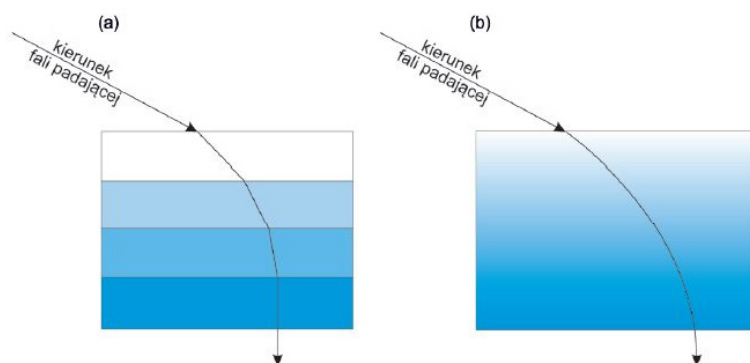 (a)
kierunek
fali padającej
(b)
kierunek
fali padającej